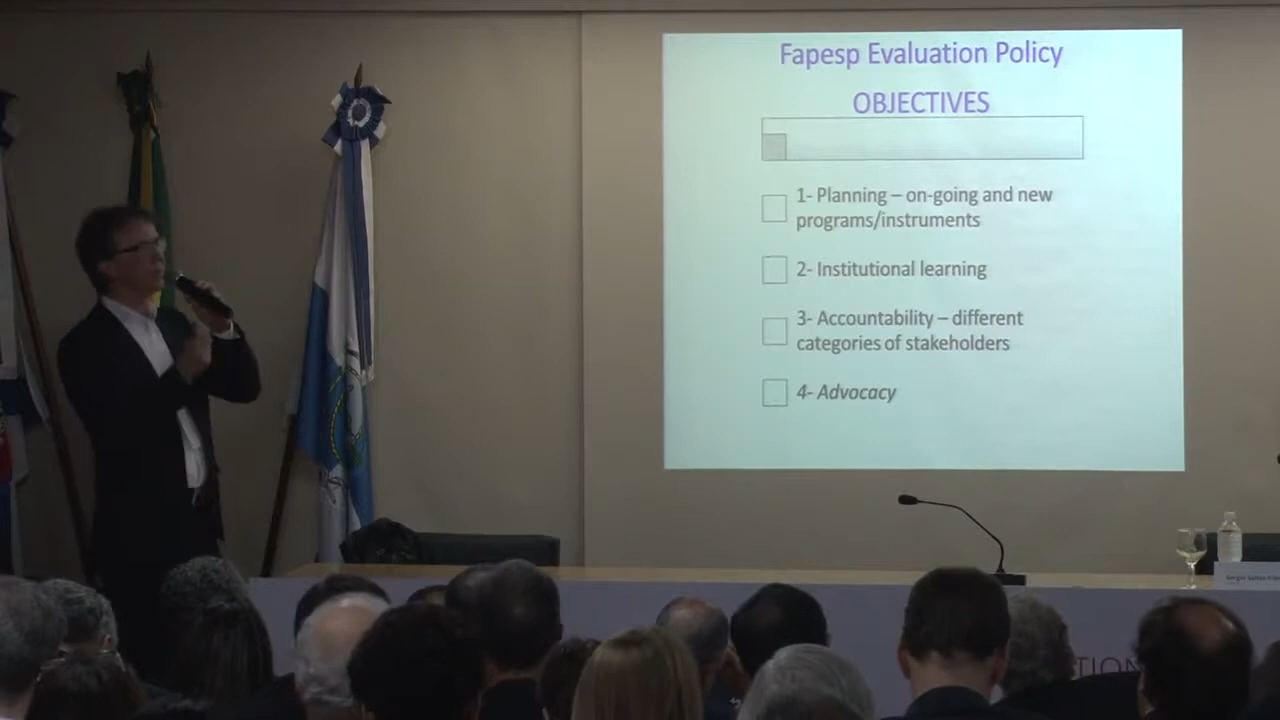 Fapesp Evaluation Policy
OBJECTIVES
1- Planning – on-going and new
programs/instruments
2- Institutional learning
3- Accountability – different
categories of stakeholders
4- Advocacy
TION